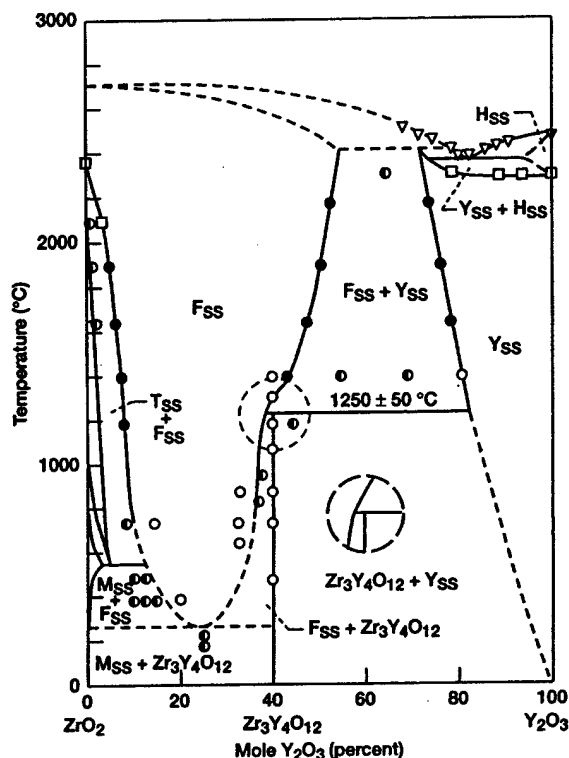 3000
2000
1000
0
Temperature (°C)
HSS
YSS + HSS
FSS
FSS + YSS
YSS
TSS
+
FSS
1250 ± 50 °C
MSS
+
FSS
Zr3Y4O12 + YSS
FSS + Zr3Y4O12
MSS + Zr3Y4O12
0 20 40 60 80 100
ZrO2 Zr3Y4O12 Y2O3
Mole Y2O3 (percent)